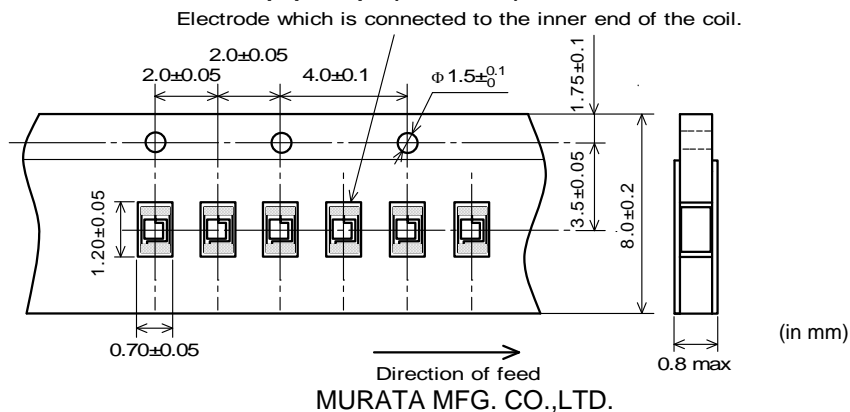 Electrode which is connected to the inner end of the coil.
2.0±0.05
2.0±0.05
4.0±0.1
Φ1.5±0.1 0
1.75±0.1
3.5±0.05
8.0±0.2
1.20±0.05
0.70±0.05
0.8 max
(in mm)
Direction of feed
MURATA MFG. CO.,LTD.